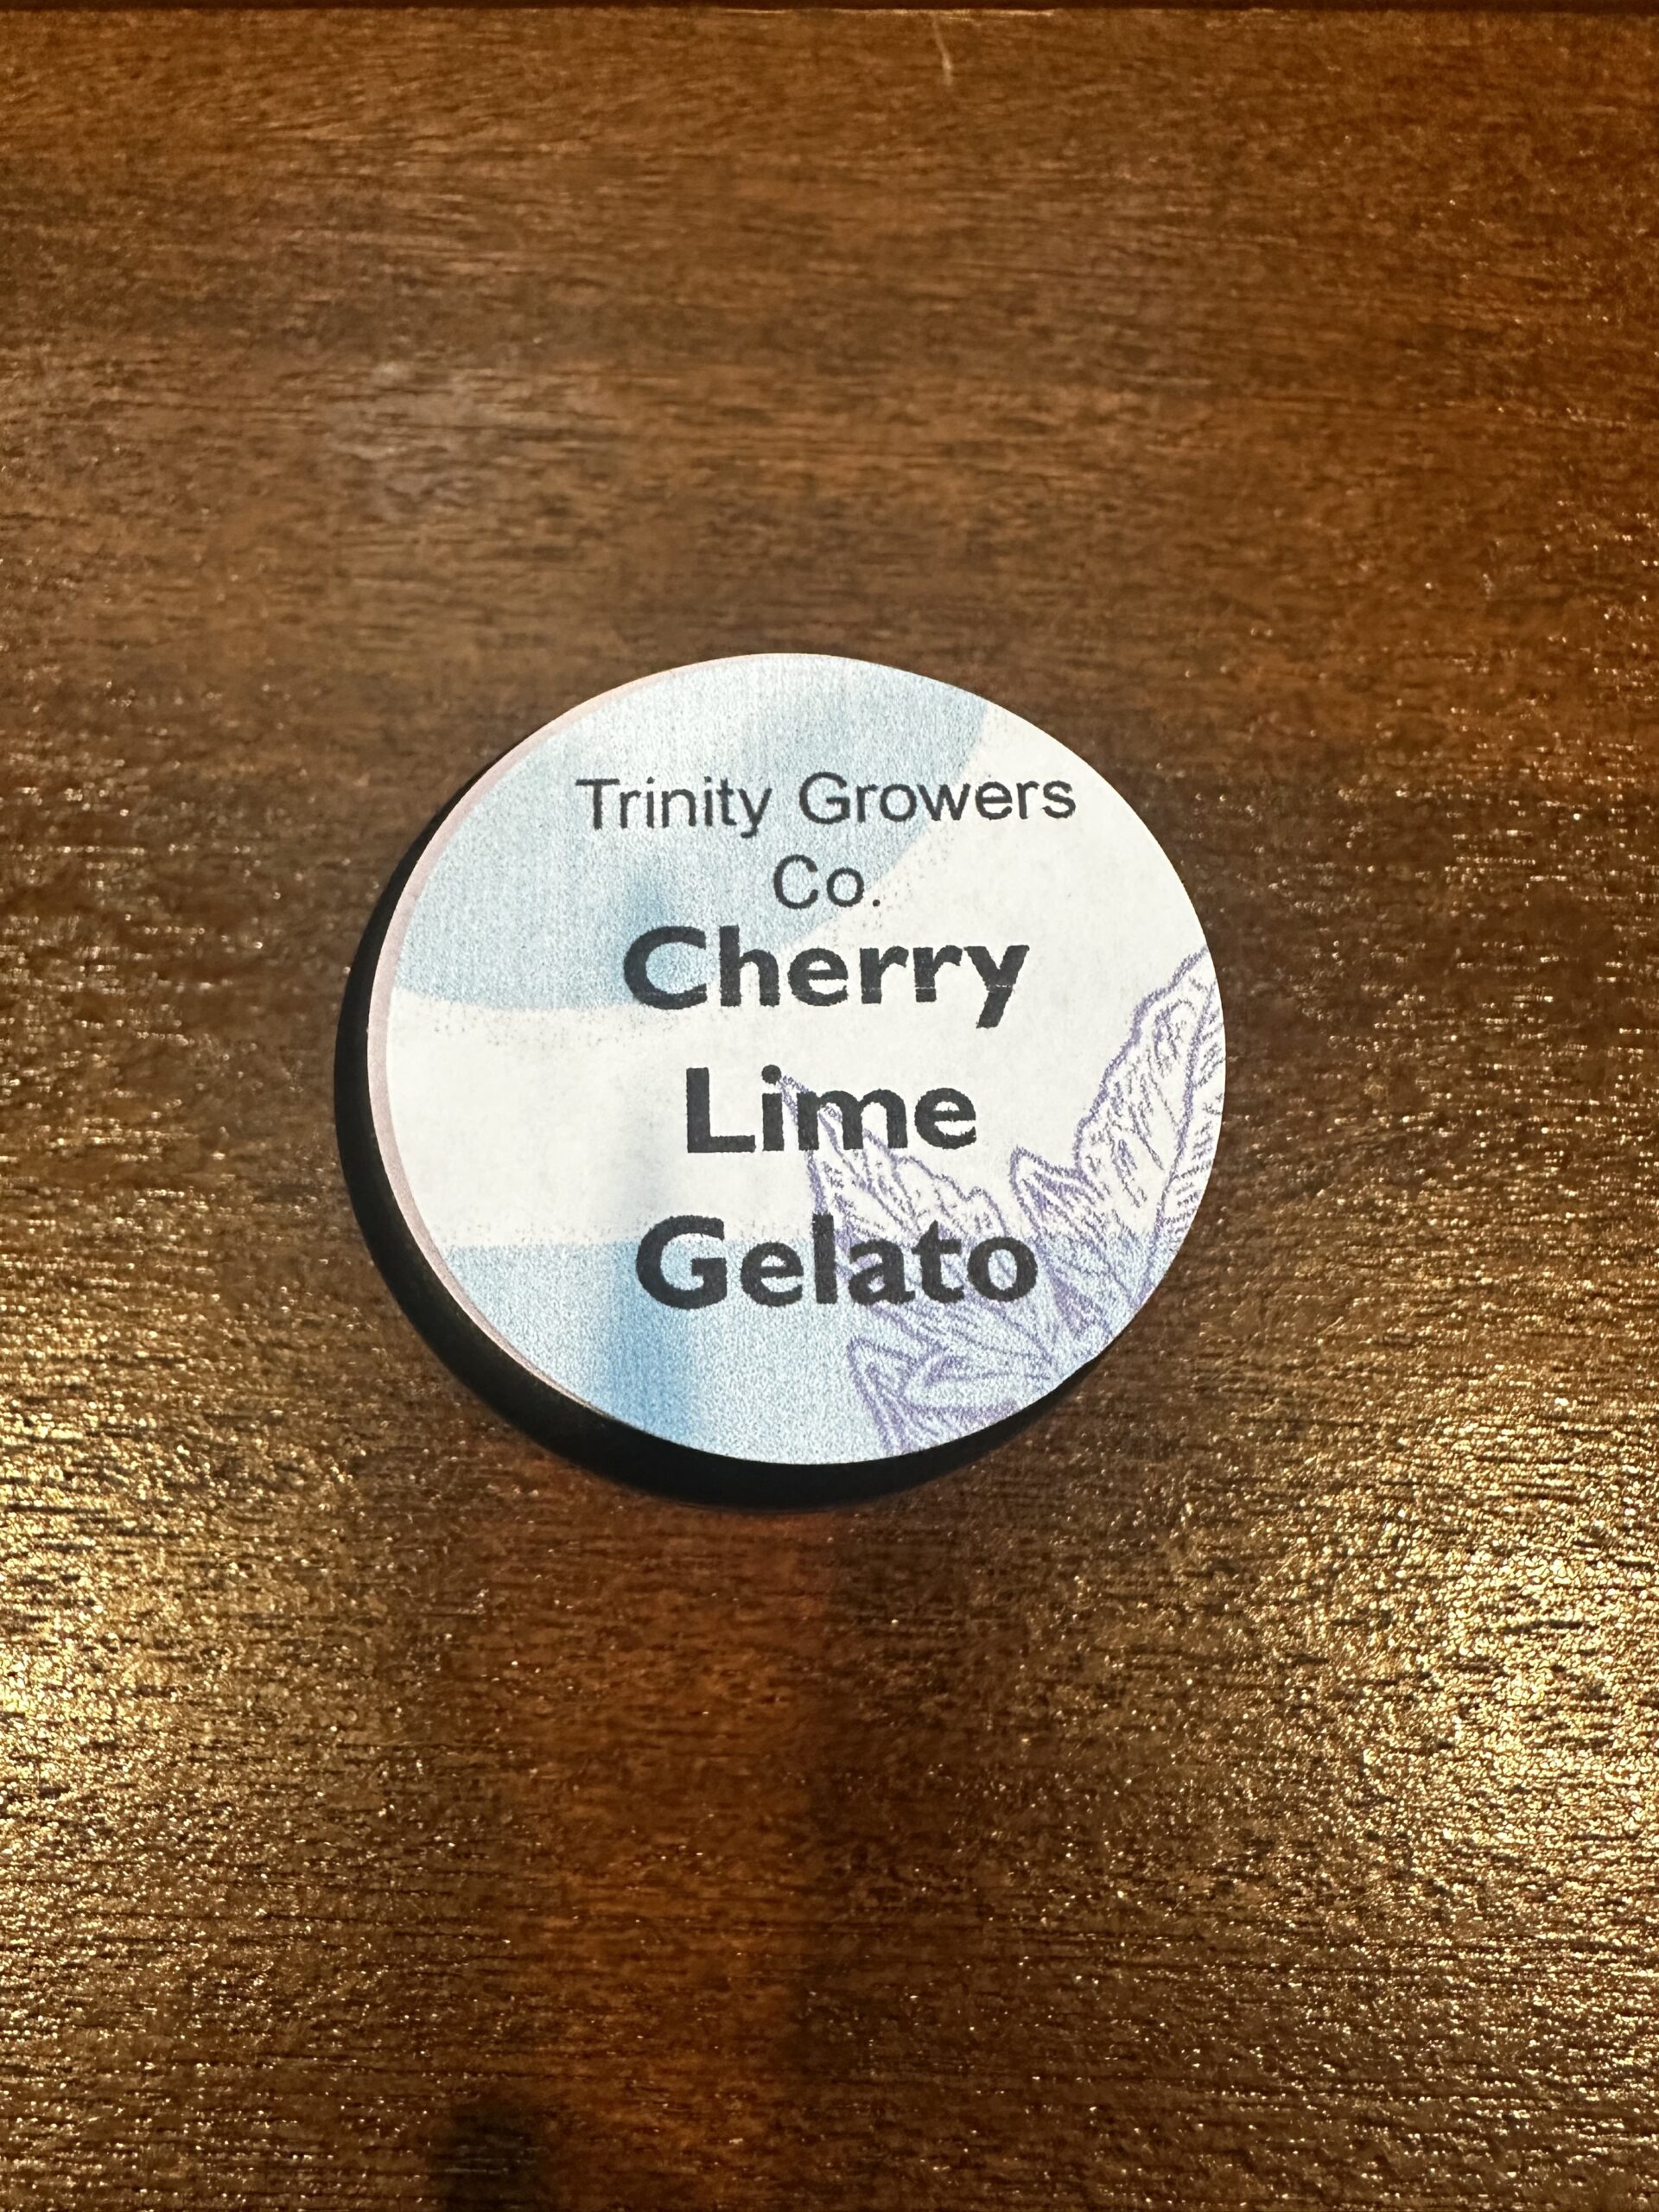 Trinity Growers
Co.
Cherry
Lime
Gelato